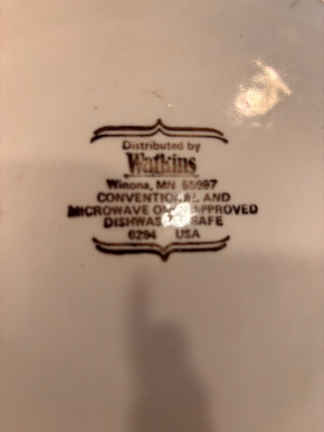 Distributed by
Watkins
Winona, MN 55987
CONVENTIONAL AND
MICROWAVE OVEN APPROVED
DISHWASHER SAFE
6294 USA